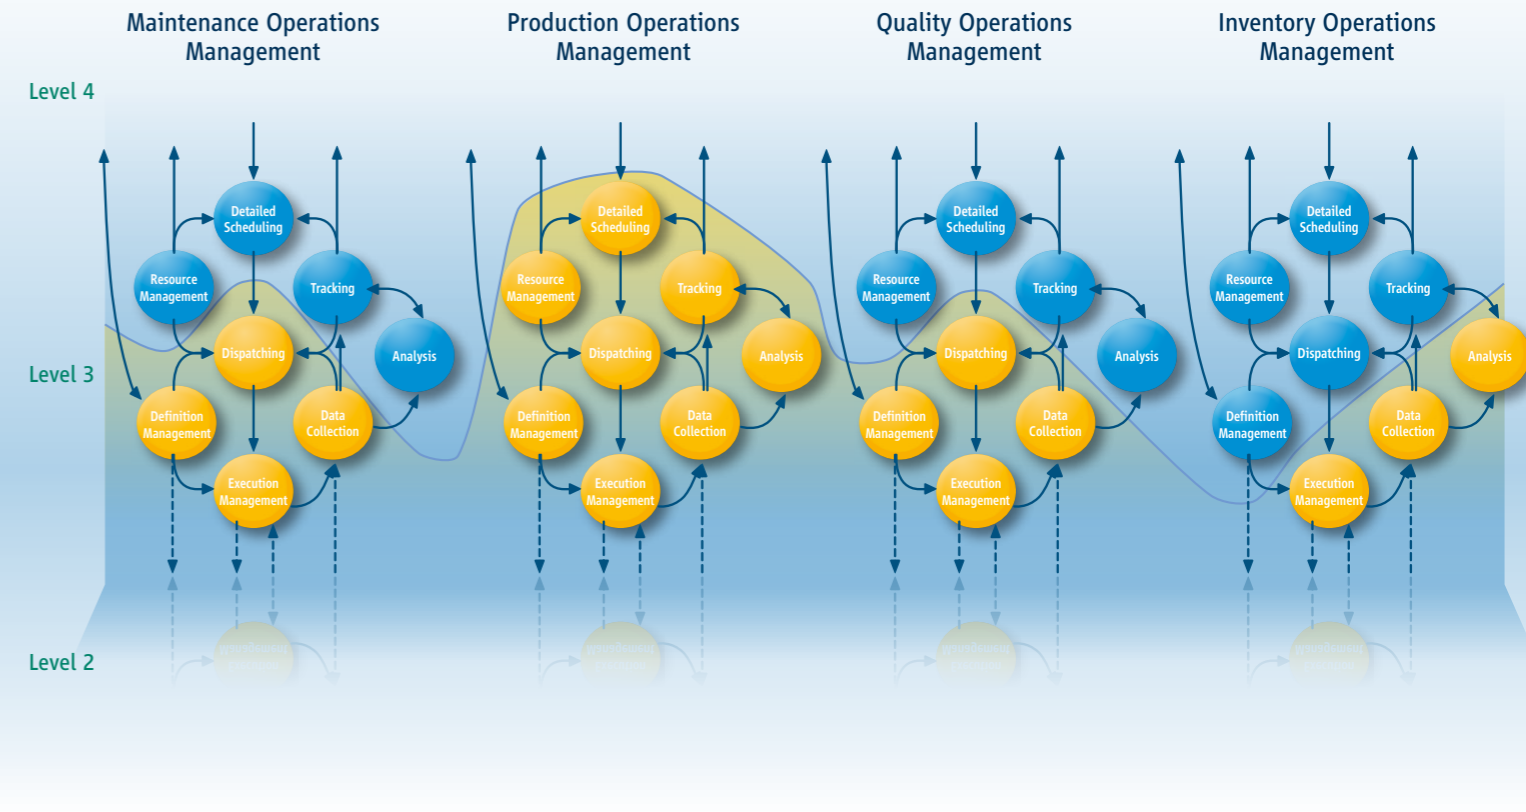 Maintenance Operations
Management
Production Operations
Management
Quality Operations
Management
Inventory Operations
Management
Level 4
Detailed
Scheduling
Resource
Management
Tracking
Dispatching
Analysis
Definition
Management
Data
Collection
Execution
Management
Detailed
Scheduling
Resource
Management
Tracking
Dispatching
Analysis
Definition
Management
Data
Collection
Execution
Management
Detailed
Scheduling
Resource
Management
Tracking
Dispatching
Analysis
Definition
Management
Data
Collection
Execution
Management
Detailed
Scheduling
Resource
Management
Tracking
Dispatching
Analysis
Definition
Management
Data
Collection
Execution
Management
Level 3
Level 2